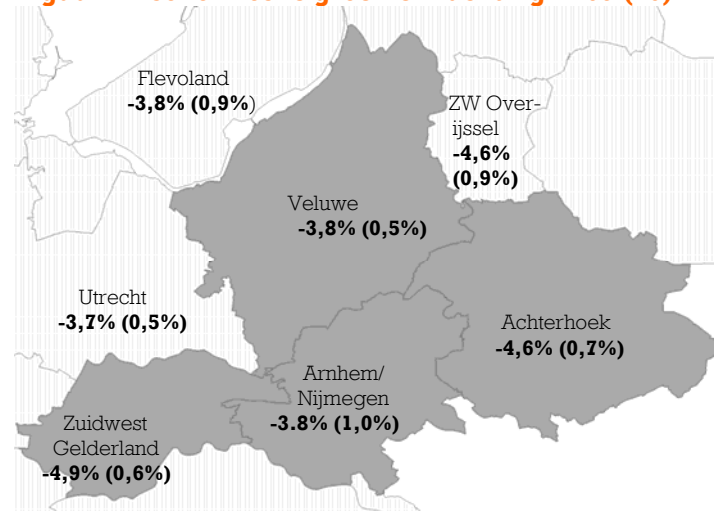 Flevoland
-3,8% (0,9%)
ZW Over-
ijssel
-4,6%
(0,9%)
Veluwe
-3,8% (0,5%)
Utrecht
-3,7% (0,5%)
Achterhoek
-4,6% (0,7%)
Arnhem/
Nijmegen
-3.8% (1,0%)
Zuidwest
Gelderland
-4,9% (0,6%)